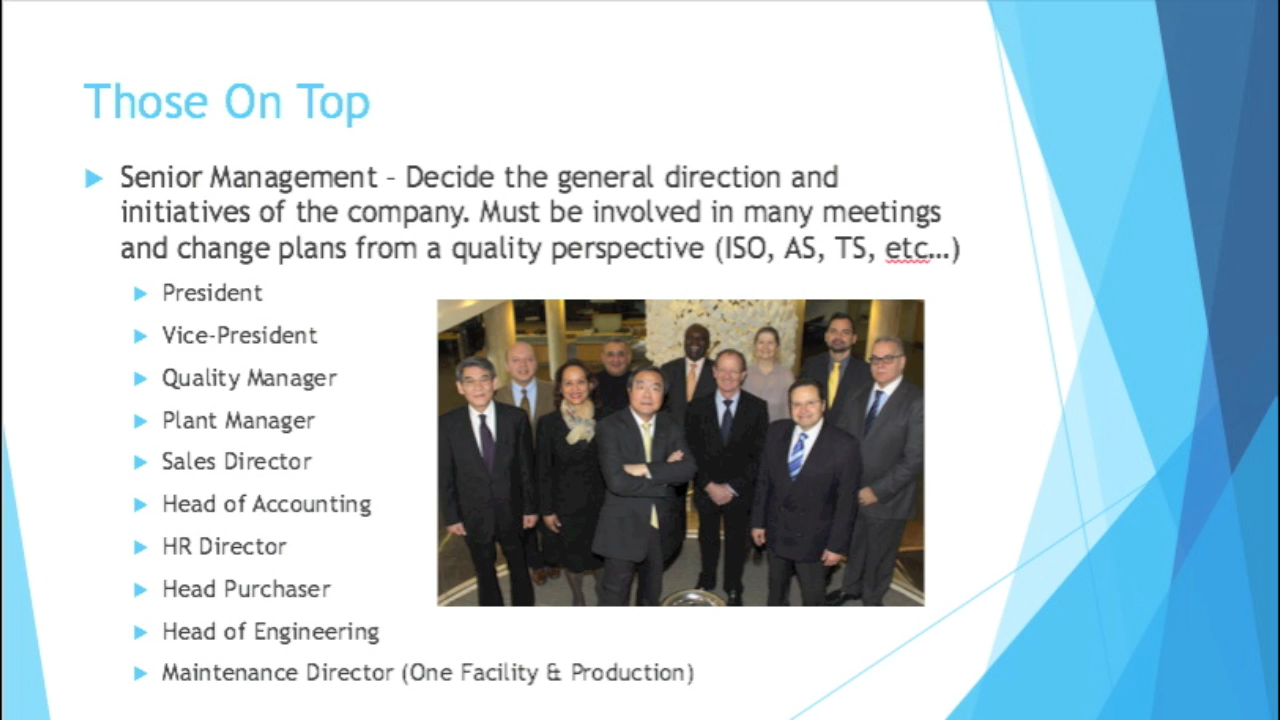 Those On Top
Senior Management – Decide the general direction and
initiatives of the company. Must be involved in many meetings
and change plans from a quality perspective (ISO, AS, TS, etc…)
President
Vice-President
Quality Manager
Plant Manager
Sales Director
Head of Accounting
HR Director
Head Purchaser
Head of Engineering
Maintenance Director (One Facility & Production)